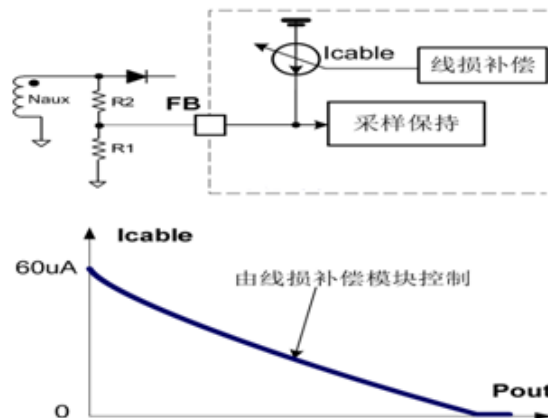 Icable
线损补偿
Naux
R2
FB
采样保持
R1
Icable
60uA
由线损补偿模块控制
Pout
0